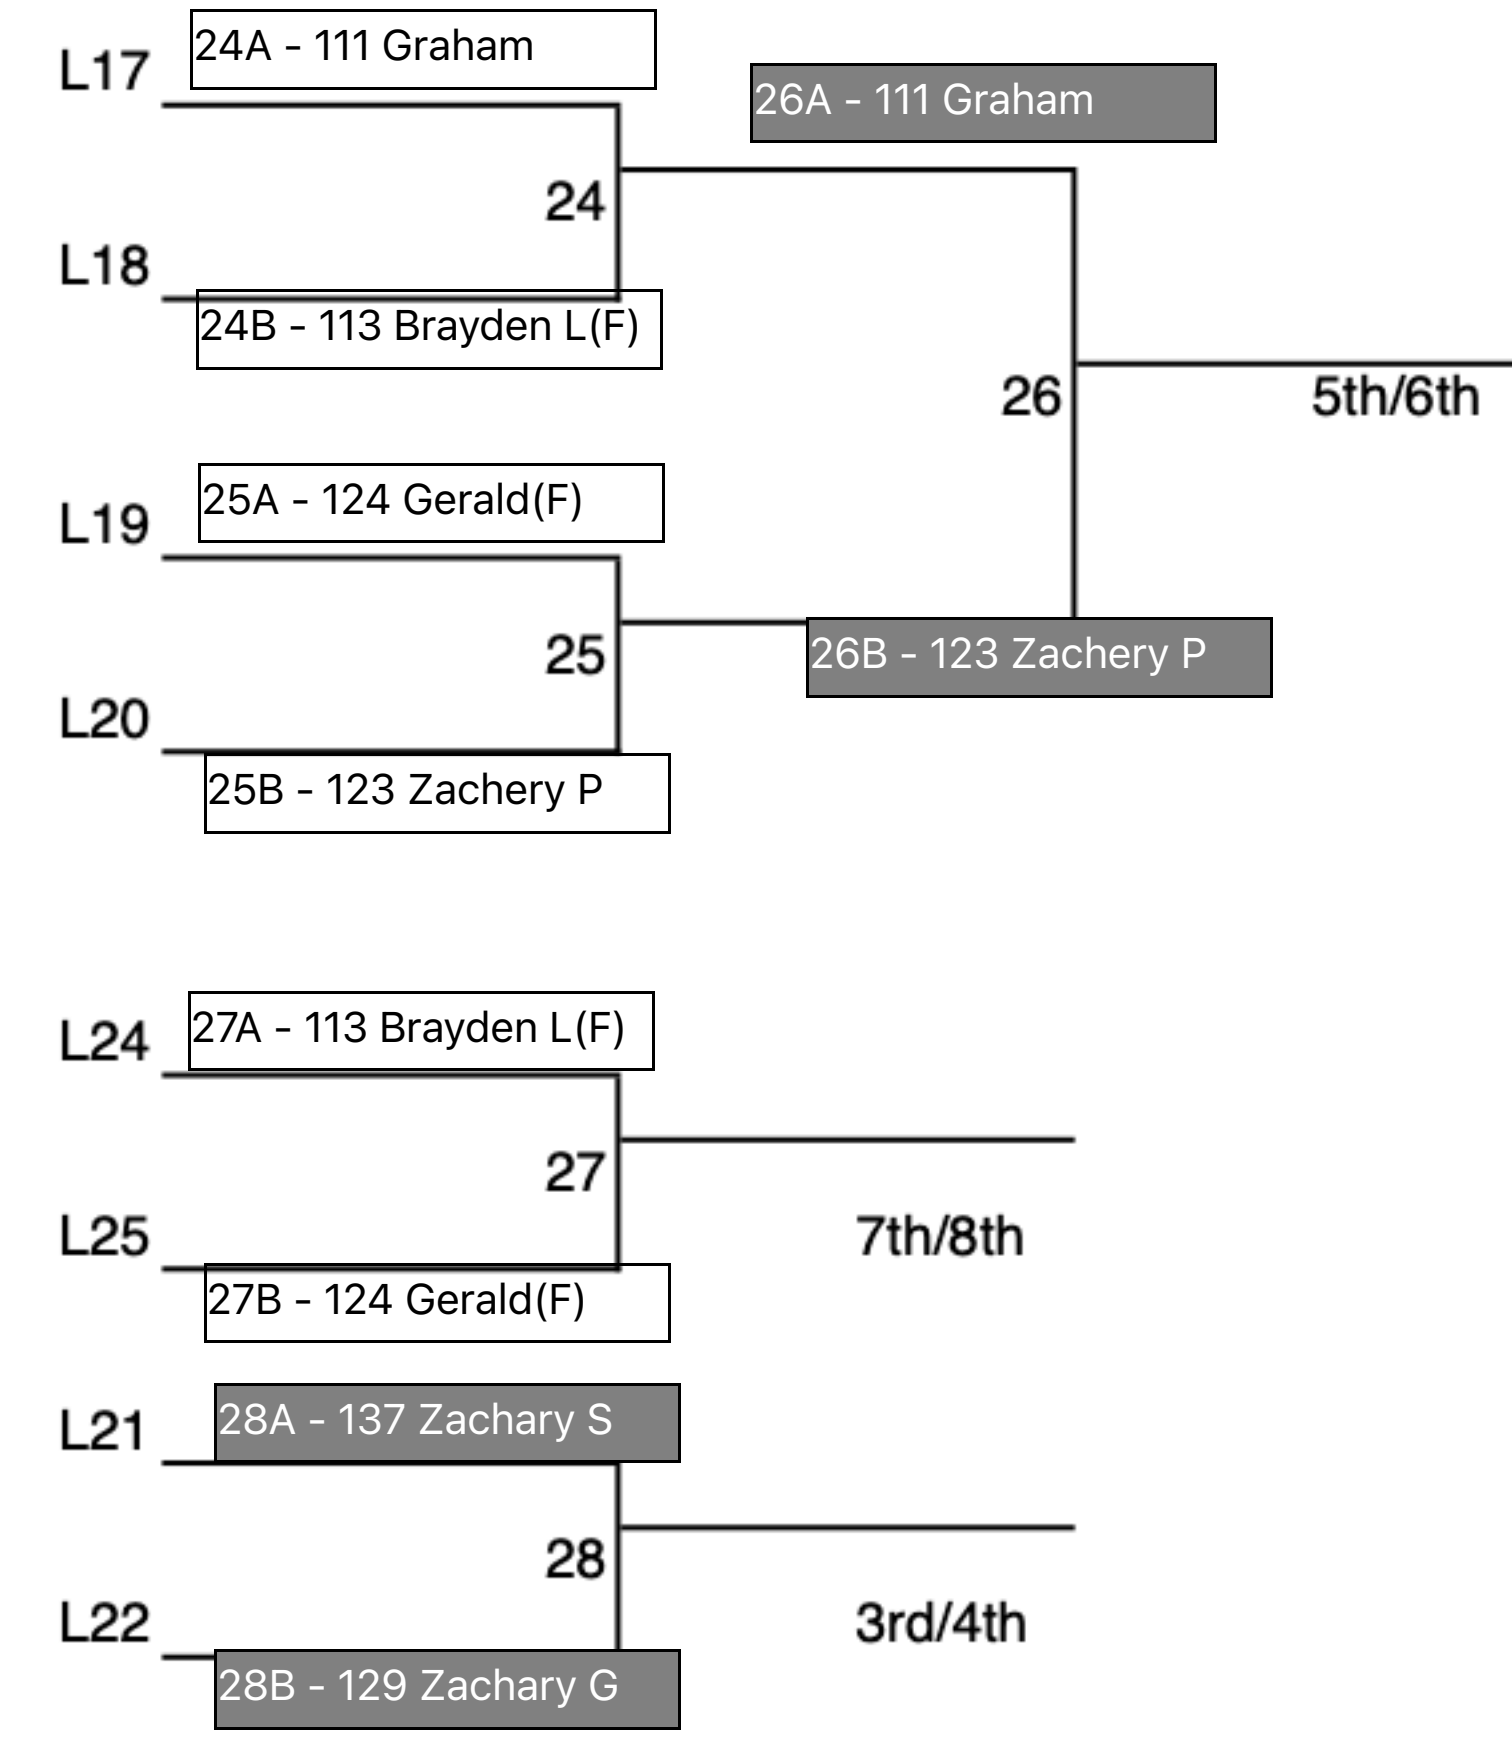 L17
24A - 111 Graham
26A - 111 Graham
24
L18
24B - 113 Brayden L(F)
26
5th/6th
L19
25A - 124 Gerald(F)
25
26B - 123 Zachery P
L20
25B - 123 Zachery P
L24
27A - 113 Brayden L(F)
27
L25
7th/8th
27B - 124 Gerald(F)
L21
28A - 137 Zachary S
28
L22
3rd/4th
28B - 129 Zachary G